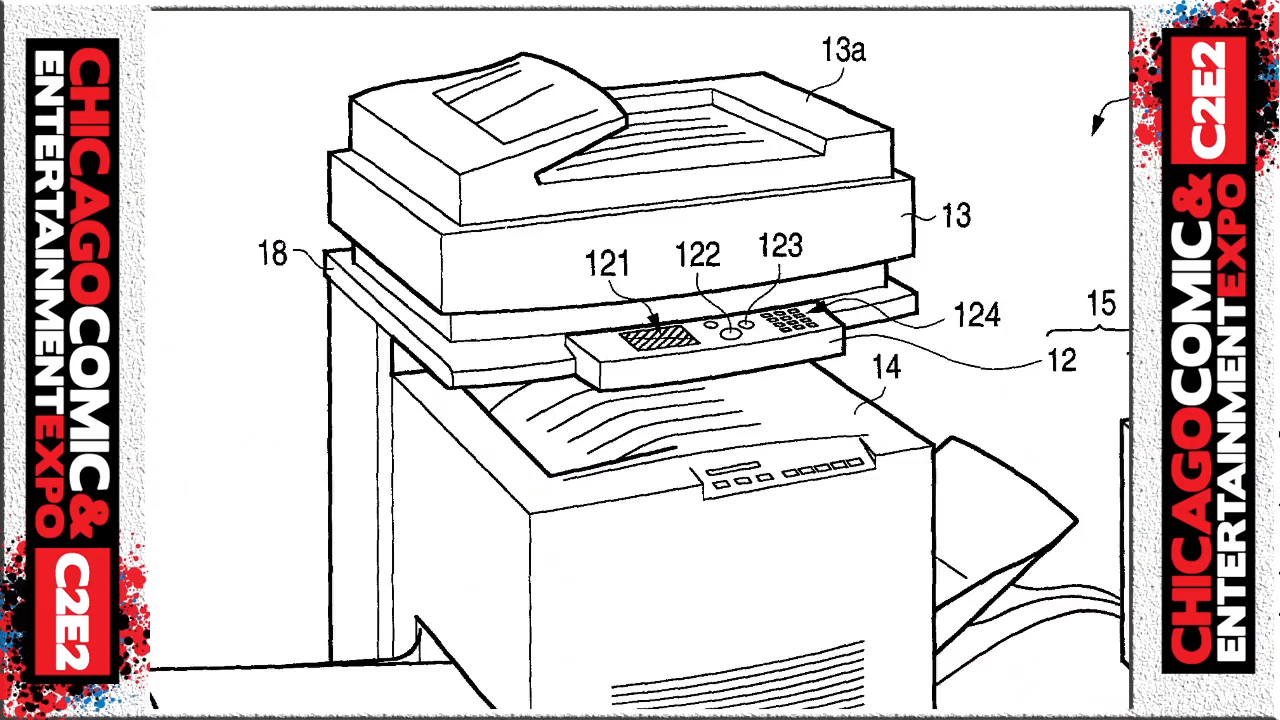 CHICAGO COMIC &
ENTERTAINMENT EXPO
C2E2
13a
13
18
121
122
123
124
15
12
14
C2E2
CHICAGO COMIC &
ENTERTAINMENT EXPO